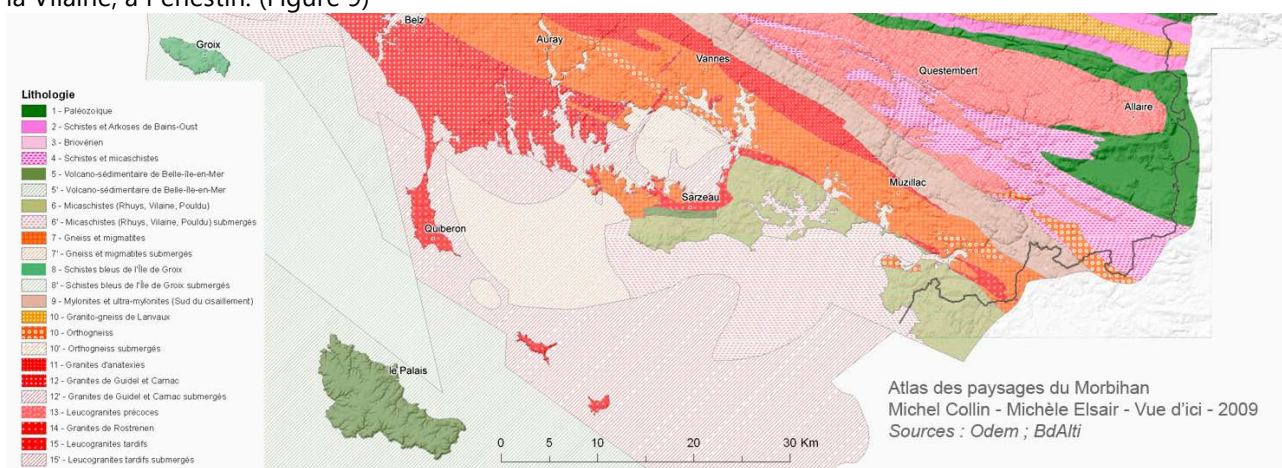 la Vilaine, à Pénestin. (Figure 9)
Belz
Groix
Auray
Vannes
Questembert
Allaire
Lithologie
1 - Paléozoïque
2 - Schistes et Arkoses de Bains-Oust
3 - Briovérien
4 - Schistes et micaschistes
5 - Volcano-sédimentaire de Belle-Île-en-Mer
5' - Volcano-sédimentaire de Belle-Île-en-Mer
6 - Micaschistes (Rhuys, Vilaine, Pouldu)
6' - Micaschistes (Rhuys, Vilaine, Pouldu) submergés
7 - Gneiss et migmatites
7' - Gneiss et migmatites submergés
8 - Schistes bleus de l'Île de Groix
8' - Schistes bleus de l'Île de Groix submergés
9 - Mylonites et ultra-mylonites (Sud du cisaillement)
10 - Granito-gneiss de Lanvaux
10 - Orthogneiss
10' - Orthogneiss submergés
11 - Granites d'anatexies
12 - Granites de Guidel et Carnac
12' - Granites de Guidel et Carnac submergés
13 - Leucogranites précoces
14 - Granites de Rostrenen
15 - Leucogranites tardifs
15' - Leucogranites tardifs submergés
Muzillac
Sarzeau
Quiberon
le Palais
0 5 10 20 30 Km
Atlas des paysages du Morbihan
Michel Collin - Michèle Elsair - Vue d'ici - 2009
Sources : Odem ; BdAlti